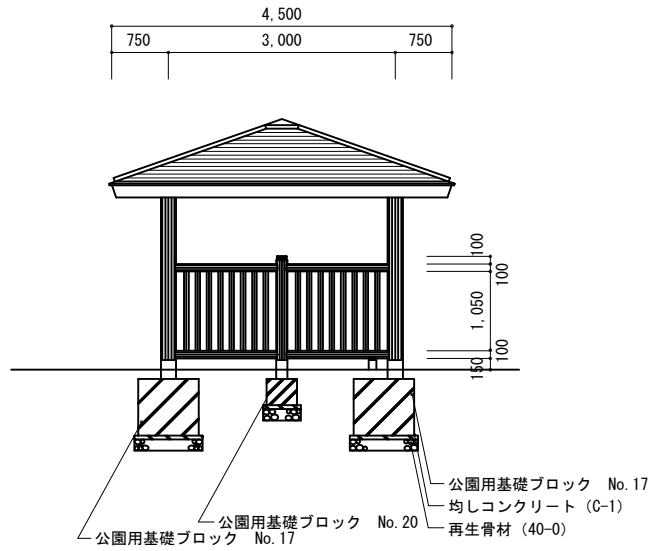 4,500
750 3,000 750
100
100
1,050
100
150
公園用基礎ブロック No.17
均しコンクリート (C-1)
公園用基礎ブロック No.20
再生骨材 (40-0)
公園用基礎ブロック No.17